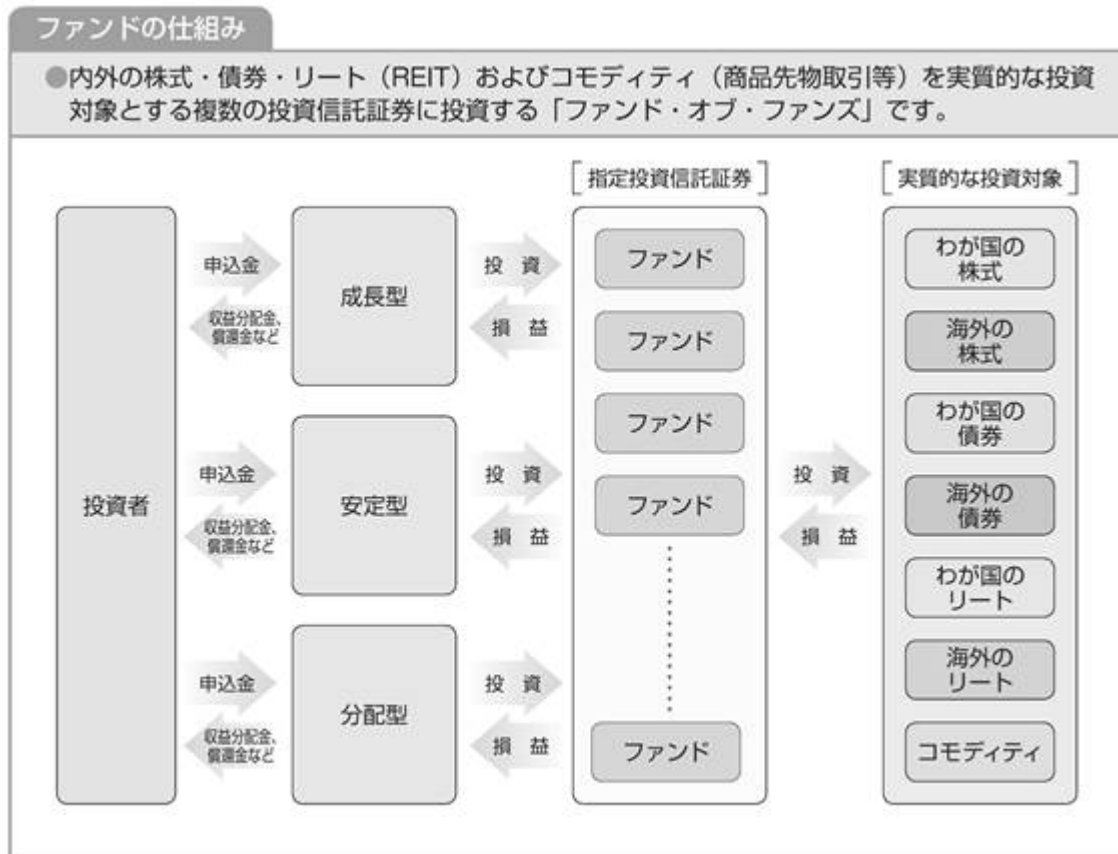 ファンドの仕組み
●内外の株式・債券・リート（REIT）およびコモディティ（商品先物取引等）を実質的な投資
対象とする複数の投資信託証券に投資する「ファンド・オブ・ファンズ」です。
［指定投資信託証券］
［実質的な投資対象］
投資者
申込金
収益分配金、
償還金など
成長型
投 資
損 益
申込金
収益分配金、
償還金など
安定型
投 資
損 益
申込金
収益分配金、
償還金など
分配型
投 資
損 益
ファンド
ファンド
ファンド
ファンド
ファンド
投 資
損 益
わが国の
株式
海外の
株式
わが国の
債券
海外の
債券
わが国の
リート
海外の
リート
コモディティ